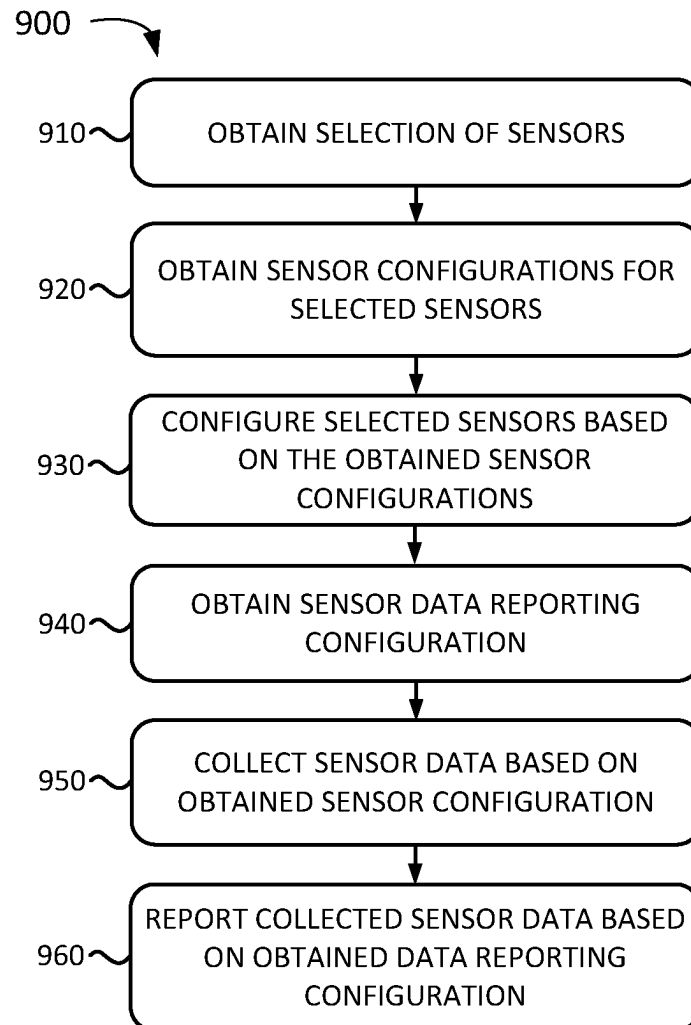 900
910
OBTAIN SELECTION OF SENSORS
920
OBTAIN SENSOR CONFIGURATIONS FOR
SELECTED SENSORS
930
CONFIGURE SELECTED SENSORS BASED
ON THE OBTAINED SENSOR
CONFIGURATIONS
940
OBTAIN SENSOR DATA REPORTING
CONFIGURATION
950
COLLECT SENSOR DATA BASED ON
OBTAINED SENSOR CONFIGURATION
960
REPORT COLLECTED SENSOR DATA BASED
ON OBTAINED DATA REPORTING
CONFIGURATION